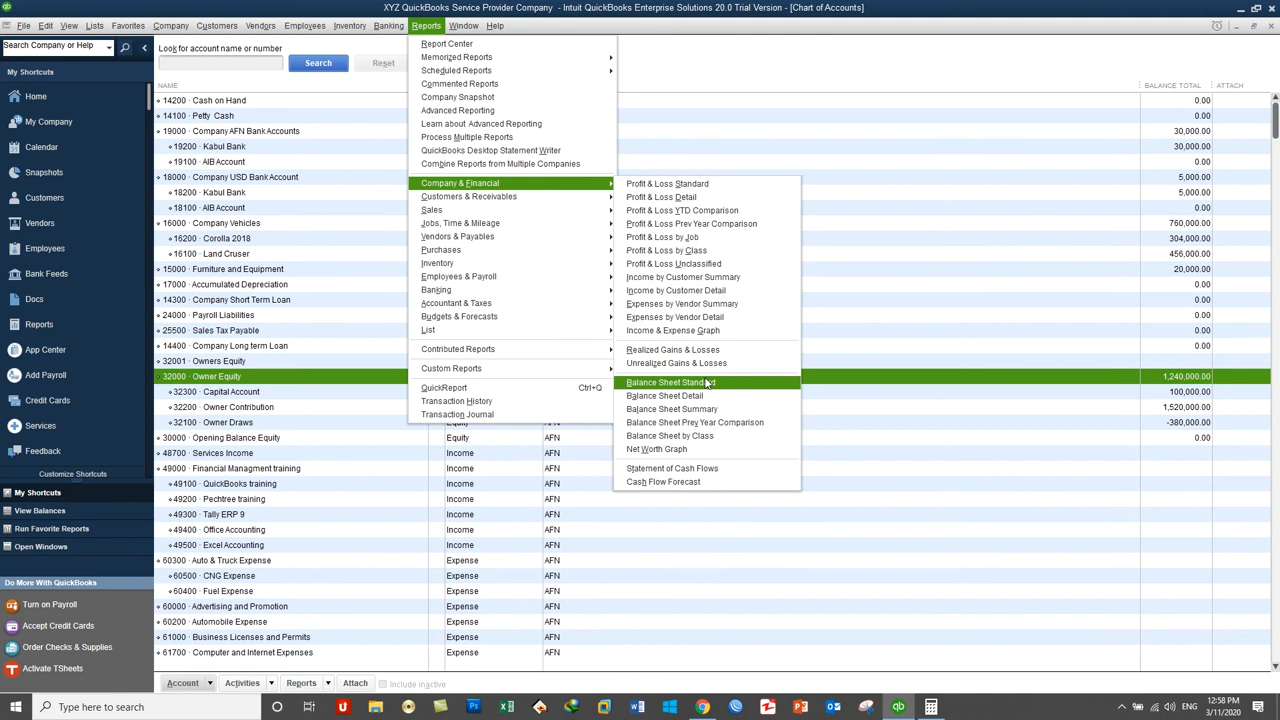 XYZ QuickBooks Service Provider Company - Intuit QuickBooks Enterprise Solutions 20.0 Trial Version - [Chart of Accounts]
File Edit View Lists Favorites Company Customers Vendors Employees Inventory Banking Reports Window Help
Search Company or Help
My Shortcuts
Home
My Company
Calendar
Snapshots
Customers
Vendors
Employees
Bank Feeds
Docs
Reports
App Center
Add Payroll
Credit Cards
Services
Feedback
Customize Shortcuts
My Shortcuts
View Balances
Run Favorite Reports
Open Windows
Do More With QuickBooks
Turn on Payroll
Accept Credit Cards
Order Checks & Supplies
Activate TSheets
Look for account name or number
Search Reset
NAME BALANCE TOTAL ATTACH
14200 · Cash on Hand 0.00
14100 · Petty Cash 0.00
19000 · Company AFN Bank Accounts 30,000.00
19200 · Kabul Bank 30,000.00
19100 · AIB Account 0.00
18000 · Company USD Bank Account 5,000.00
18200 · Kabul Bank 5,000.00
18100 · AIB Account 0.00
16000 · Company Vehicles 760,000.00
16200 · Corolla 2018 304,000.00
16100 · Land Cruser 456,000.00
15000 · Furniture and Equipment 20,000.00
17000 · Accumulated Depreciation 0.00
14300 · Company Short Term Loan 0.00
24000 · Payroll Liabilities 0.00
25500 · Sales Tax Payable 0.00
14400 · Company Long term Loan 0.00
32001 · Owners Equity
32000 · Owner Equity 1,240,000.00
32300 · Capital Account 100,000.00
32200 · Owner Contribution 1,520,000.00
32100 · Owner Draws -380,000.00
30000 · Opening Balance Equity Equity AFN 0.00
48700 · Services Income Income AFN
49000 · Financial Managment training Income AFN
49100 · QuickBooks training Income AFN
49200 · Pechtree training Income AFN
49300 · Tally ERP 9 Income AFN
49400 · Office Accounting Income AFN
49500 · Excel Accounting Income AFN
60300 · Auto & Truck Expense Expense AFN
60500 · CNG Expense Expense AFN
60400 · Fuel Expense Expense AFN
60000 · Advertising and Promotion Expense AFN
60200 · Automobile Expense Expense AFN
61000 · Business Licenses and Permits Expense AFN
61700 · Computer and Internet Expenses Expense AFN
Report Center
Memorized Reports
Scheduled Reports
Commented Reports
Company Snapshot
Advanced Reporting
Learn about Advanced Reporting
Process Multiple Reports
QuickBooks Desktop Statement Writer
Combine Reports from Multiple Companies
Company & Financial
Customers & Receivables
Sales
Jobs, Time & Mileage
Vendors & Payables
Purchases
Inventory
Employees & Payroll
Banking
Accountant & Taxes
Budgets & Forecasts
List
Contributed Reports
Custom Reports
QuickReport Ctrl+Q
Transaction History
Transaction Journal
Profit & Loss Standard
Profit & Loss Detail
Profit & Loss YTD Comparison
Profit & Loss Prev Year Comparison
Profit & Loss by Job
Profit & Loss by Class
Profit & Loss Unclassified
Income by Customer Summary
Income by Customer Detail
Expenses by Vendor Summary
Expenses by Vendor Detail
Income & Expense Graph
Realized Gains & Losses
Unrealized Gains & Losses
Balance Sheet Standard
Balance Sheet Detail
Balance Sheet Summary
Balance Sheet Prev Year Comparison
Balance Sheet by Class
Net Worth Graph
Statement of Cash Flows
Cash Flow Forecast
Account Activities Reports Attach Include inactive
Type here to search
12:58 PM
3/11/2020